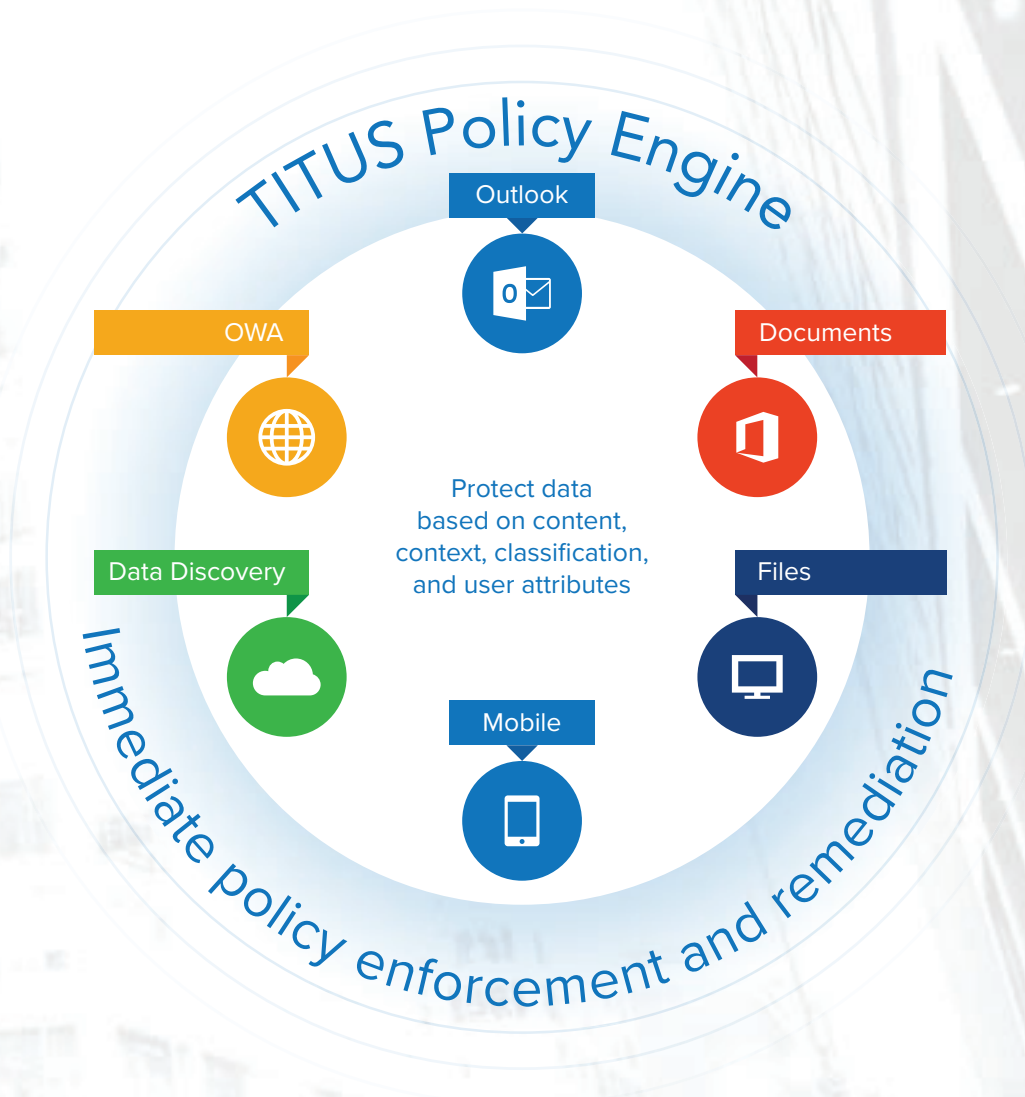 TITUS Policy Engine
Outlook
OWA
Documents
Protect data
based on content,
context, classification,
and user attributes
Data Discovery
Files
Mobile
Immediate policy enforcement and remediation